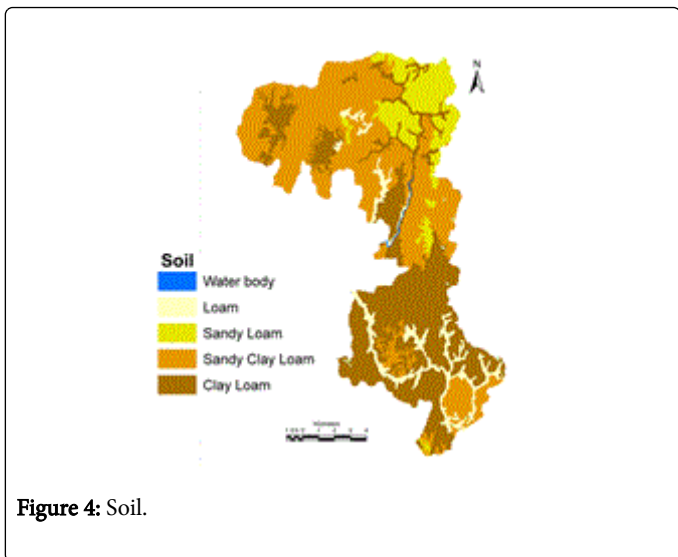 N
Soil
Water body
Loam
Sandy Loam
Sandy Clay Loam
Clay Loam
Figure 4: Soil.